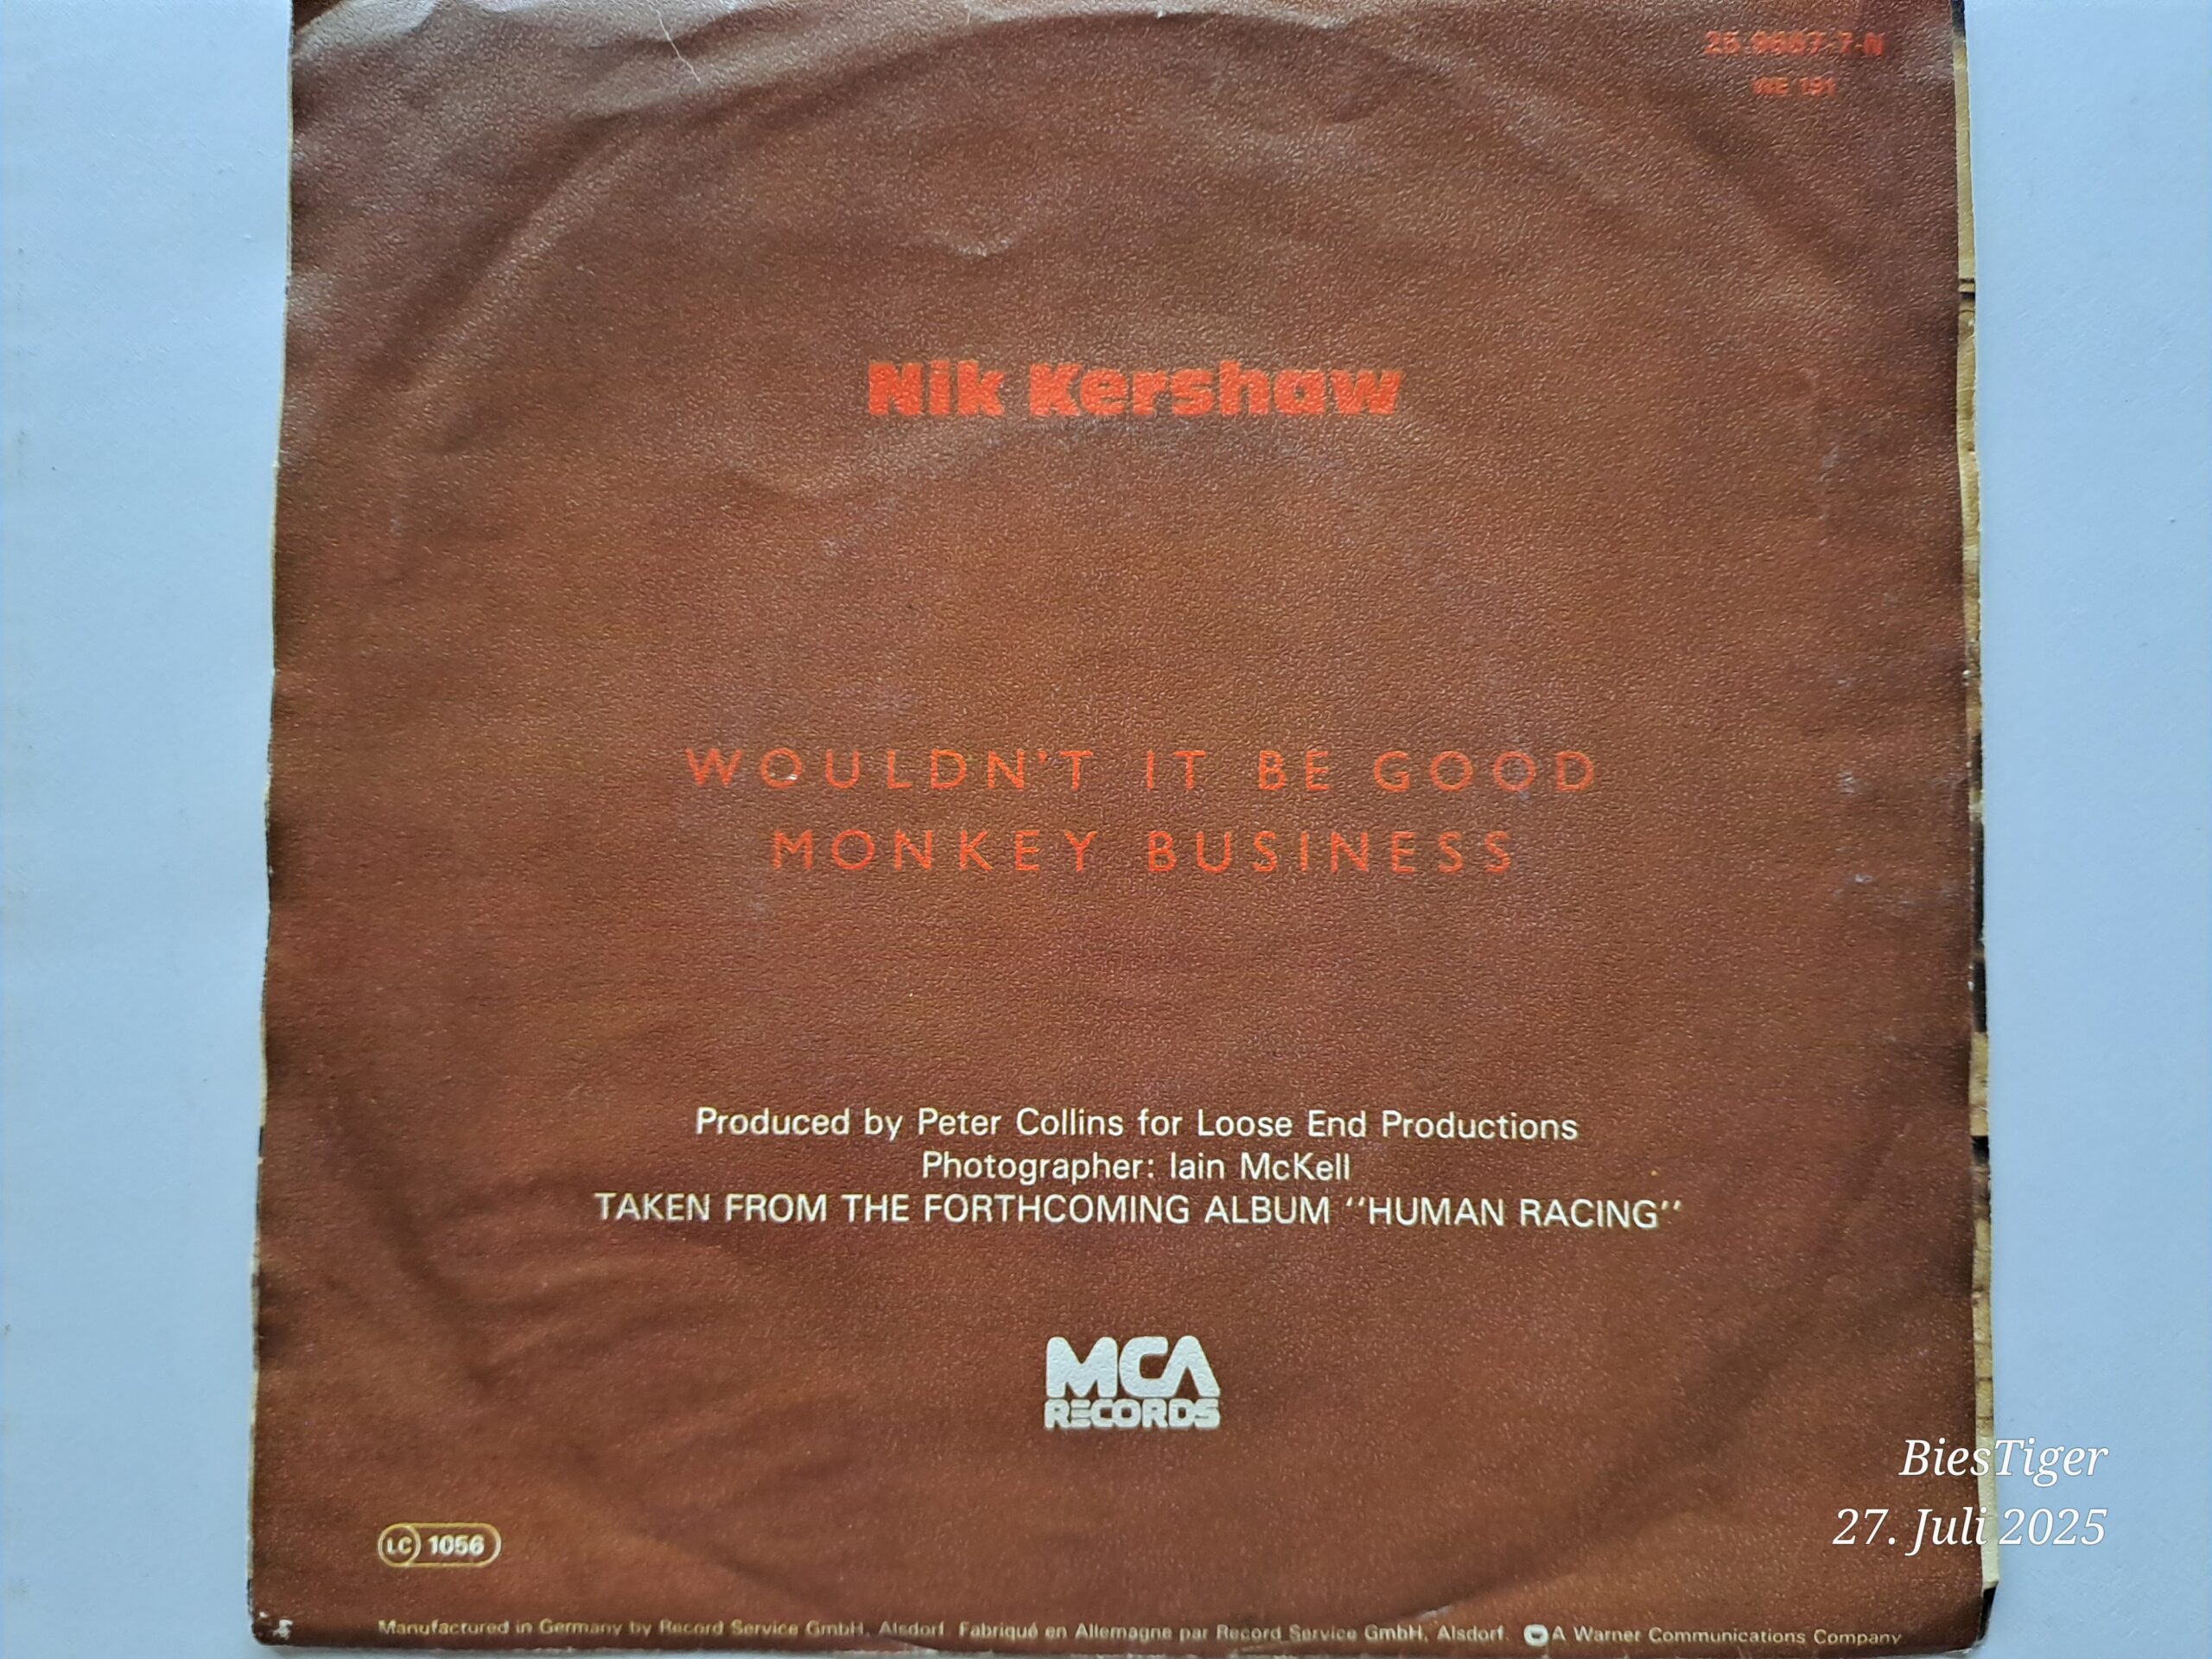 WE 191
Nik Kershaw
WOULDN'T IT BE GOOD
MONKEY BUSINESS
Produced by Peter Collins for Loose End Productions
Photographer: Iain McKell
TAKEN FROM THE FORTHCOMING ALBUM "HUMAN RACING"
MCA
RECORDS
BiesTiger
27. Juli 2025
LC 1056
Manufactured in Germany by Record Service GmbH, Alsdorf. Fabriqué en Allemagne par Record Service GmbH, Alsdorf. A Warner Communications Company